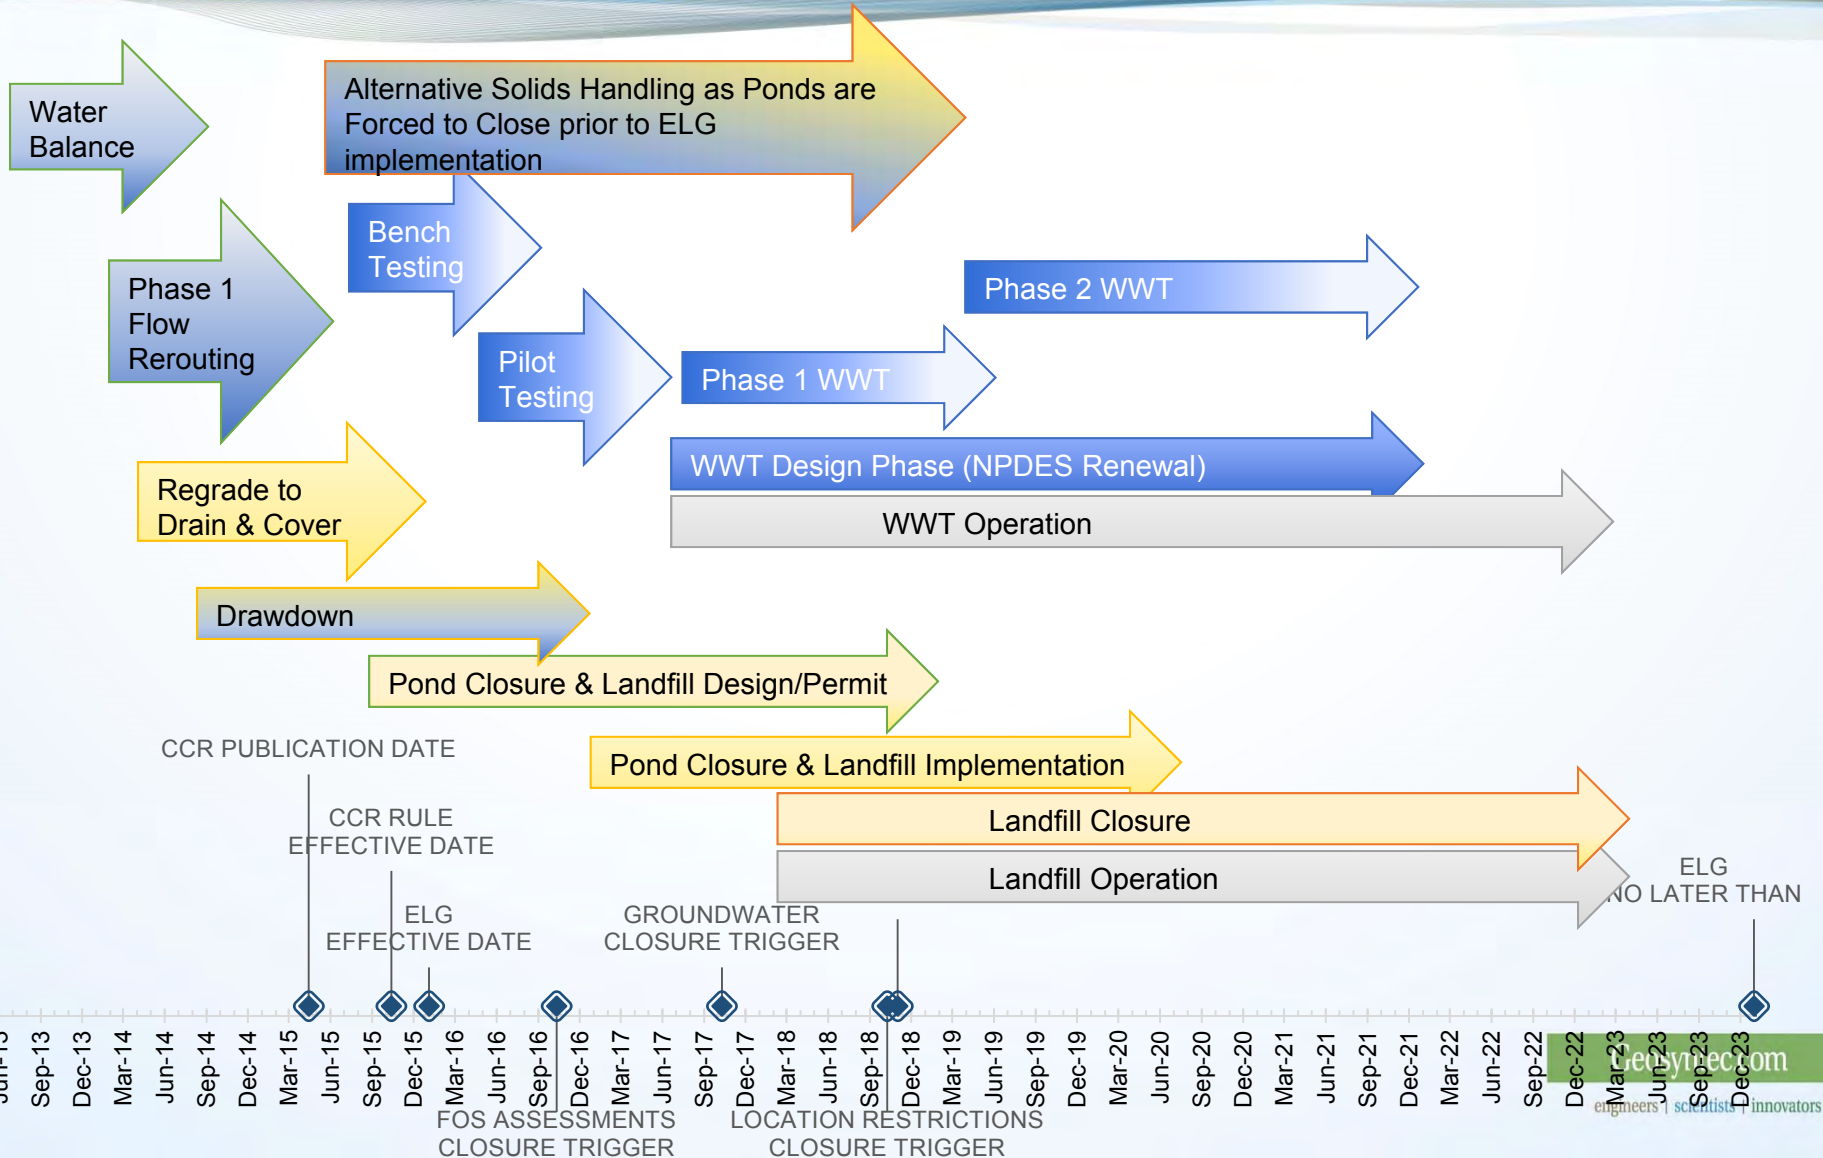 Water
Balance
Alternative Solids Handling as Ponds are
Forced to Close prior to ELG
implementation
Bench
Testing
Phase 1
Flow
Rerouting
Phase 2 WWT
Pilot
Testing
Phase 1 WWT
WWT Design Phase (NPDES Renewal)
Regrade to
Drain & Cover
WWT Operation
Drawdown
Pond Closure & Landfill Design/Permit
CCR PUBLICATION DATE
Pond Closure & Landfill Implementation
CCR RULE
EFFECTIVE DATE
Landfill Closure
Landfill Operation
ELG
NO LATER THAN
ELG
EFFECTIVE DATE
GROUNDWATER
CLOSURE TRIGGER
Jun-13
Sep-13
Dec-13
Mar-14
Jun-14
Sep-14
Dec-14
Mar-15
Jun-15
Sep-15
Dec-15
Mar-16
Jun-16
Sep-16
Dec-16
Mar-17
Jun-17
Sep-17
Dec-17
Mar-18
Jun-18
Sep-18
Dec-18
Mar-19
Jun-19
Sep-19
Dec-19
Mar-20
Jun-20
Sep-20
Dec-20
Mar-21
Jun-21
Sep-21
Dec-21
Mar-22
Jun-22
Sep-22
Dec-22
Mar-23
Jun-23
Sep-23
Dec-23
FOS ASSESSMENTS
CLOSURE TRIGGER
LOCATION RESTRICTIONS
CLOSURE TRIGGER
Geosyntec.com
engineers | scientists | innovators